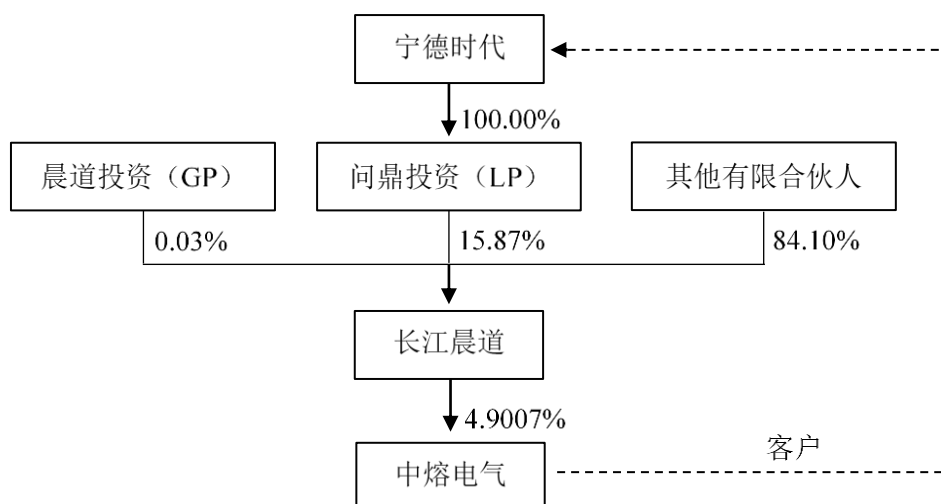 宁德时代
100.00%
晨道投资（GP）
问鼎投资（LP）
其他有限合伙人
0.03%
15.87%
84.10%
长江晨道
4.9007%
中熔电气
客户